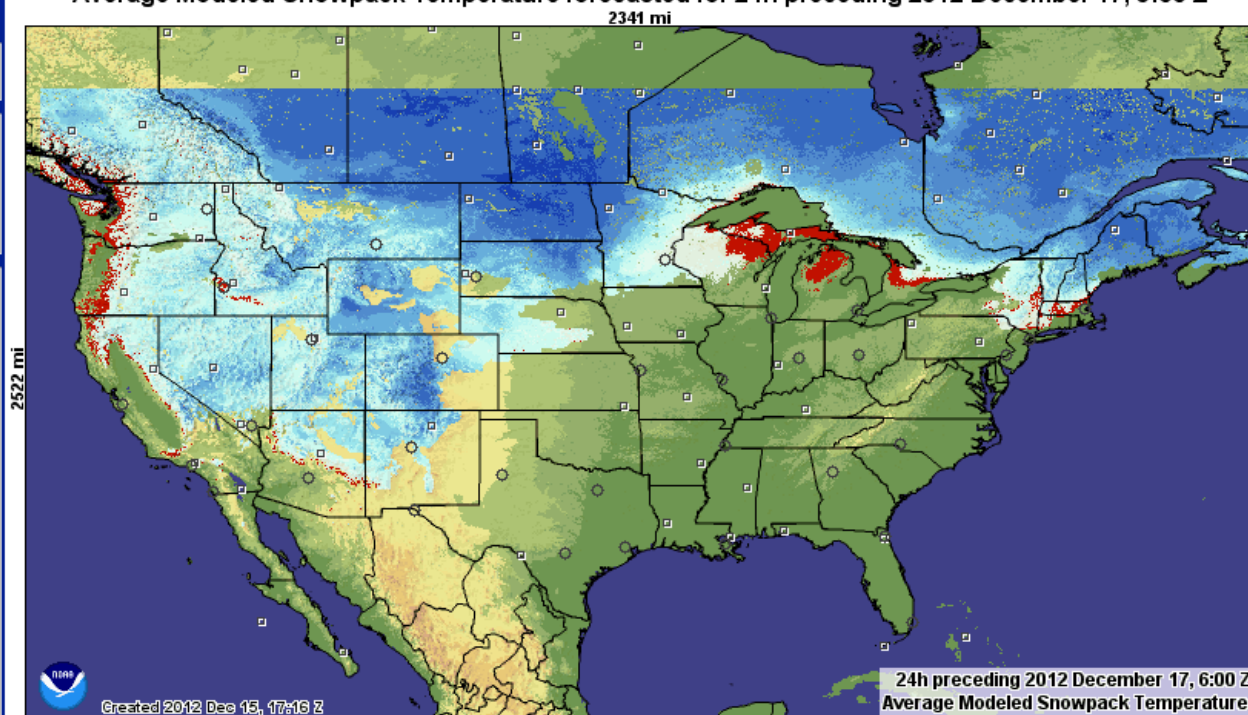 2341 mi
2522 mi
NOAA
Created 2012 Dec 15, 17:16 Z
24h preceding 2012 December 17, 6:00 Z
Average Modeled Snowpack Temperature